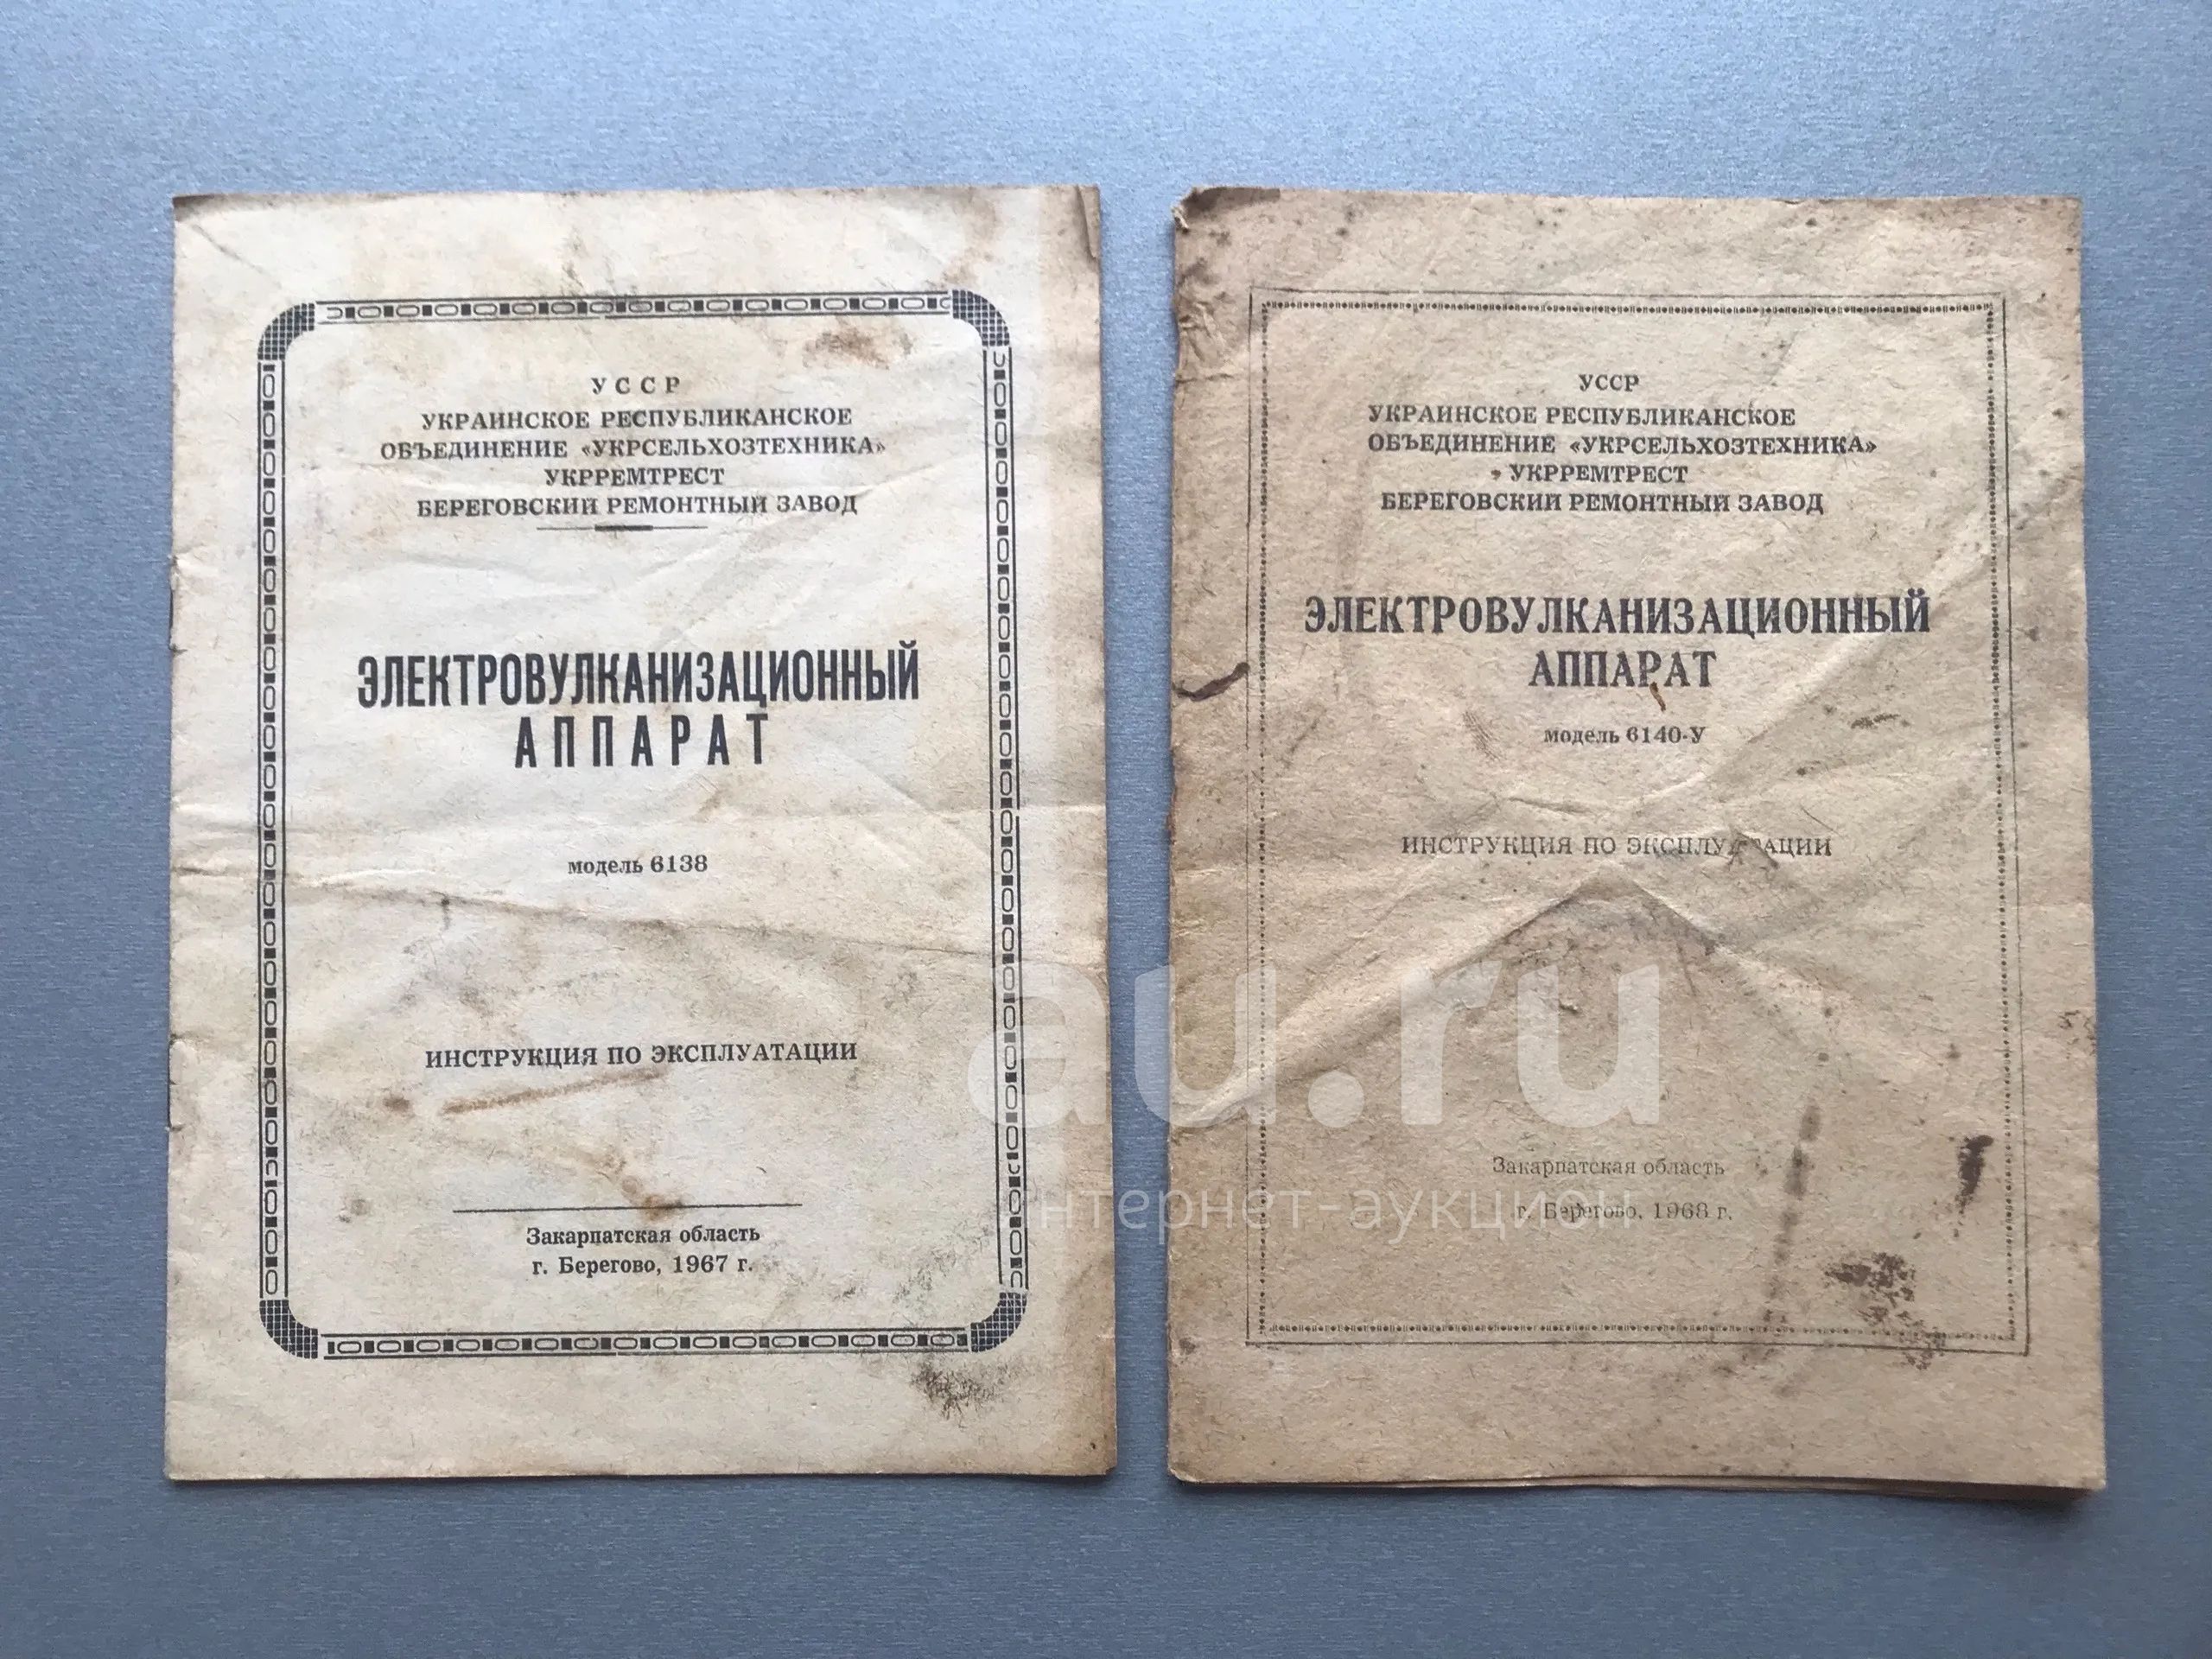 УССР
УКРАИНСКОЕ РЕСПУБЛИКАНСКОЕ
ОБЪЕДИНЕНИЕ «УКРСЕЛЬХОЗТЕХНИКА»
УКРРЕМТРЕСТ
БЕРЕГОВСКИЙ РЕМОНТНЫЙ ЗАВОД
ЭЛЕКТРОВУЛКАНИЗАЦИОННЫЙ
АППАРАТ
модель 6138
ИНСТРУКЦИЯ ПО ЭКСПЛУАТАЦИИ
Закарпатская область
г. Берегово, 1967 г.
УССР
УКРАИНСКОЕ РЕСПУБЛИКАНСКОЕ
ОБЪЕДИНЕНИЕ «УКРСЕЛЬХОЗТЕХНИКА»
УКРРЕМТРЕСТ
БЕРЕГОВСКИЙ РЕМОНТНЫЙ ЗАВОД
ЭЛЕКТРОВУЛКАНИЗАЦИОННЫЙ
АППАРАТ
модель 6140-У
ИНСТРУКЦИЯ ПО ЭКСПЛУАТАЦИИ
Закарпатская область
г. Берегово, 1968 г.
au.ru
интернет-аукцион